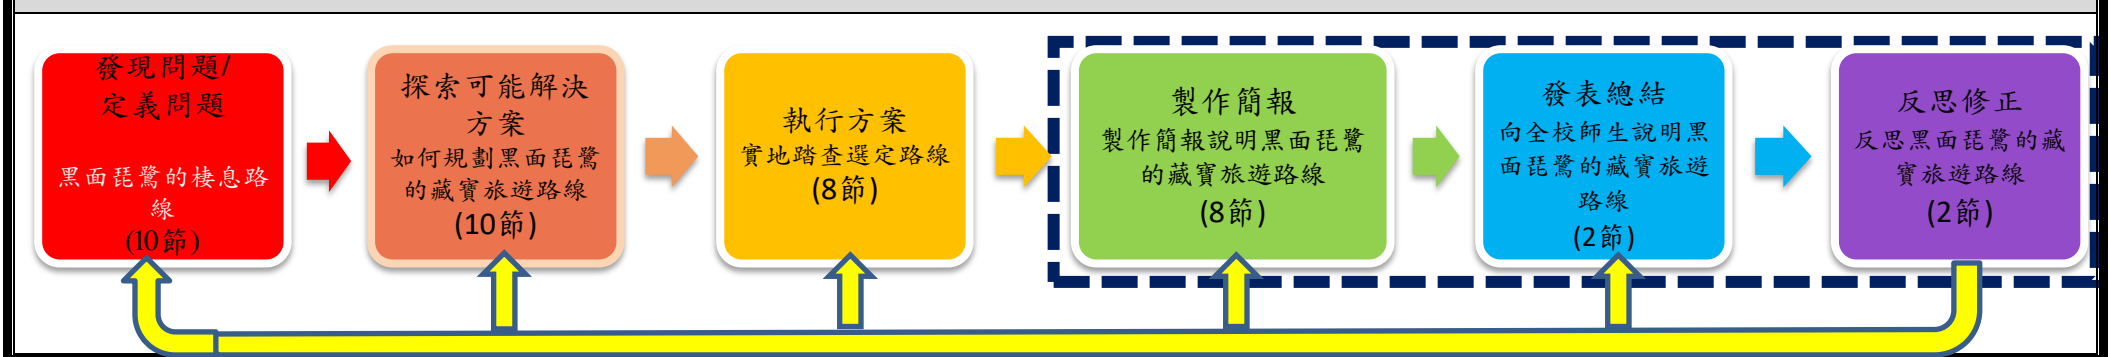 發現問題/
定義問題
黑面琵鷺的棲息路
線
(10節)
探索可能解決
方案
如何規劃黑面琵鷺
的藏寶旅遊路線
(10節)
執行方案
實地踏查選定路線
(8節)
製作簡報
製作簡報說明黑面琵鷺
的藏寶旅遊路線
(8節)
發表總結
向全校師生說明黑
面琵鷺的藏寶旅遊
路線
(2節)
反思修正
反思黑面琵鷺的藏
寶旅遊路線
(2節)